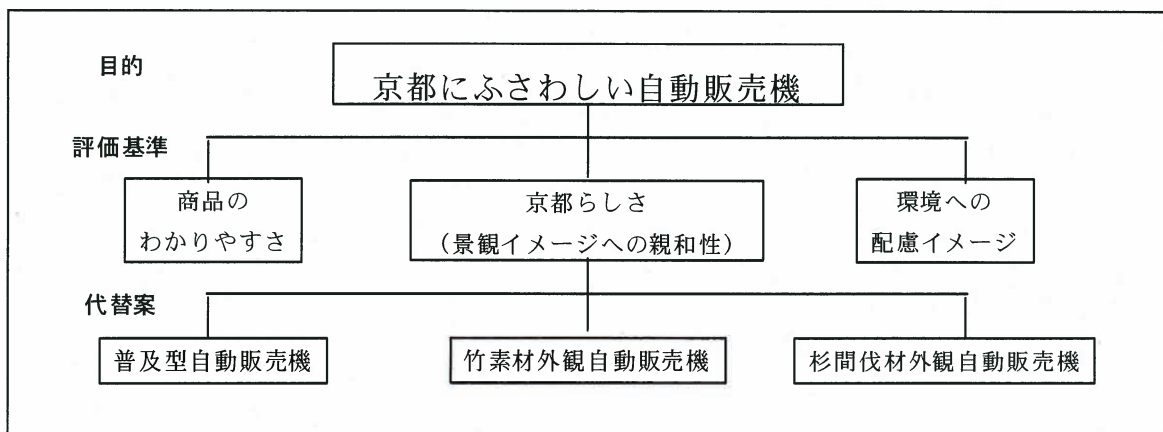 目的
京都にふさわしい自動販売機
評価基準
商品の
わかりやすさ
京都らしさ
（景観イメージへの親和性）
環境への
配慮イメージ
代替案
普及型自動販売機
竹素材外観自動販売機
杉間伐材外観自動販売機